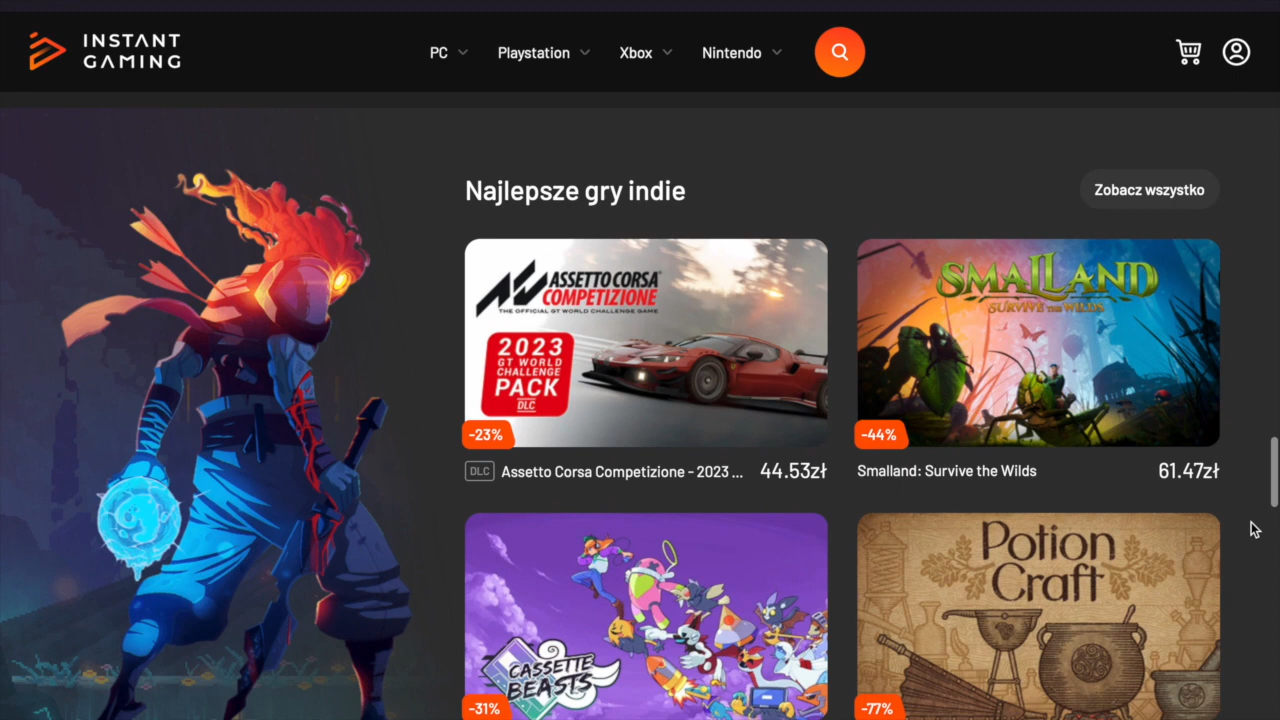 INSTANT
GAMING
PC
Playstation
Xbox
Nintendo
Najlepsze gry indie
Zobacz wszystko
ASSETTO CORSA
COMPETIZIONE
THE OFFICIAL GT WORLD CHALLENGE GAME
2023
GT WORLD
CHALLENGE
PACK
DLC
-23%
DLC Assetto Corsa Competizione - 2023 ... 44.53zł
SMALLAND
SURVIVE THE WILDS
-44%
Smalland: Survive the Wilds 61.47zł
CASSETTE
BEASTS
-31%
Potion
Craft
-77%